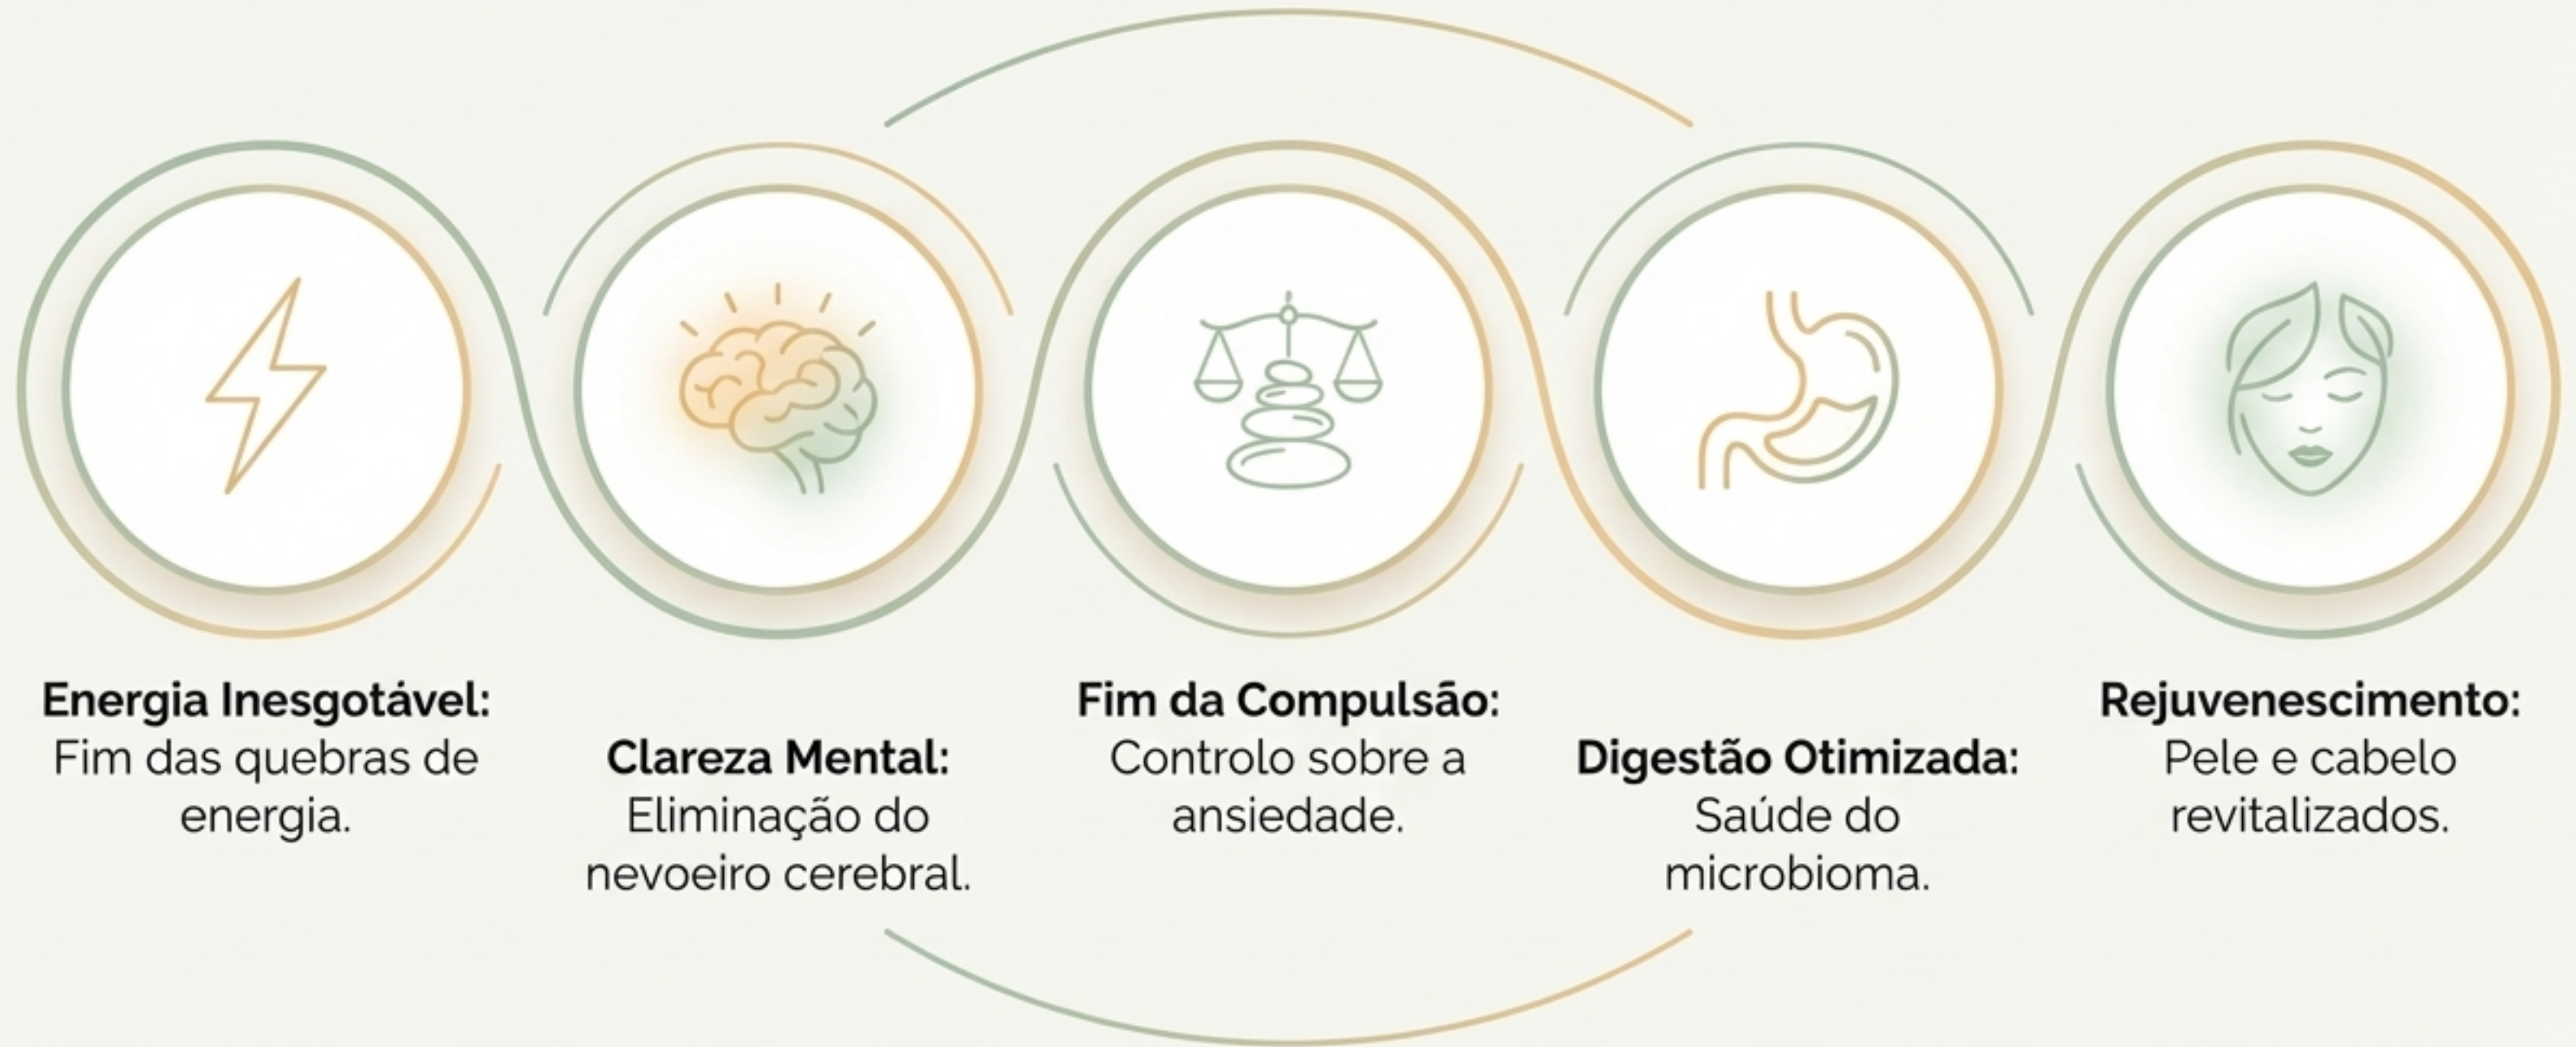 Energia Inesgotável:
Fim das quebras de
energia.
Clareza Mental:
Eliminação do
nevoeiro cerebral.
Fim da Compulsão:
Controlo sobre a
ansiedade.
Digestão Otimizada:
Saúde do
microbioma.
Rejuvenescimento:
Pele e cabelo
revitalizados.